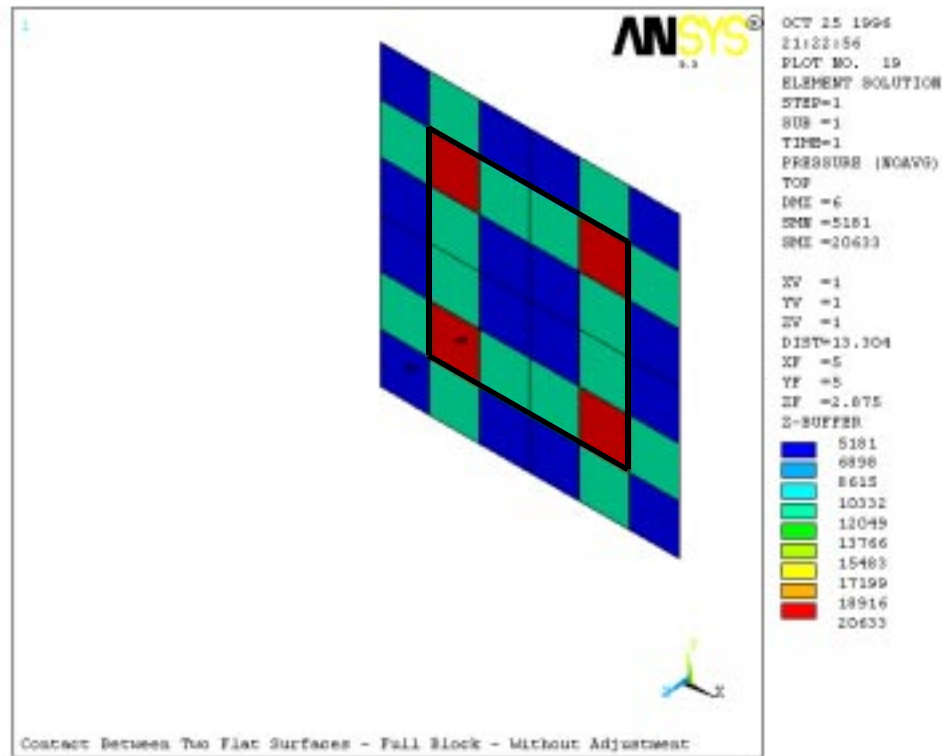 1
ANSYS®
5.3
OCT 25 1996
21:22:56
PLOT NO. 19
ELEMENT SOLUTION
STEP=1
SUB =1
TIME=1
PRESSURE (NOAVG)
TOP
DMX =6
SMN =5181
SMX =20633
XV =1
YV =1
ZV =1
DIST=13.304
XF =5
YF =5
ZF =2.875
Z-BUFFER
5181
6898
8615
10332
12049
13766
15483
17199
18916
20633
Y
X
Contact Between Two Flat Surfaces - Full Block - Without Adjustment